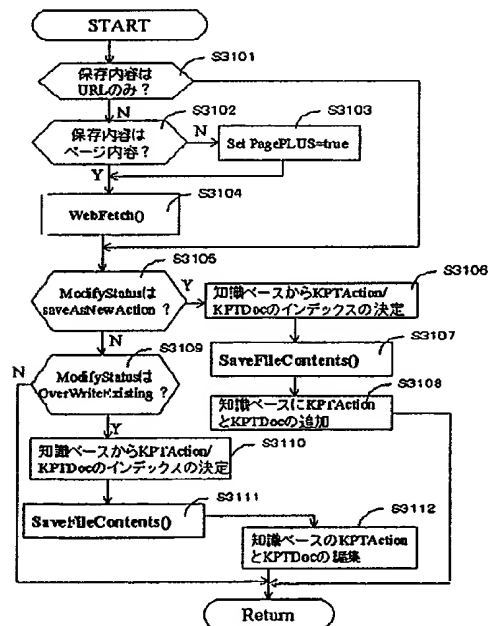 START
S3101
保存内容は
URLのみ？
S3102
N
保存内容は
ページ内容？
N
S3103
Set PagePLUS=true
Y
S3104
WebFetch()
S3105
ModifyStatusは
saveAsNewAction ？
Y
S3106
知識ベースからKPTAction/
KPTDocのインデックスの決定
N
S3107
SaveFileContents()
S3109
N
ModifyStatusは
OverWriteExisting ？
S3108
知識ベースにKPTAction
とKPTDocの追加
Y
S3110
知識ベースからKPTAction/
KPTDocのインデックスの決定
S3111
SaveFileContents()
S3112
知識ベースのKPTAction
とKPTDocの編集
Return